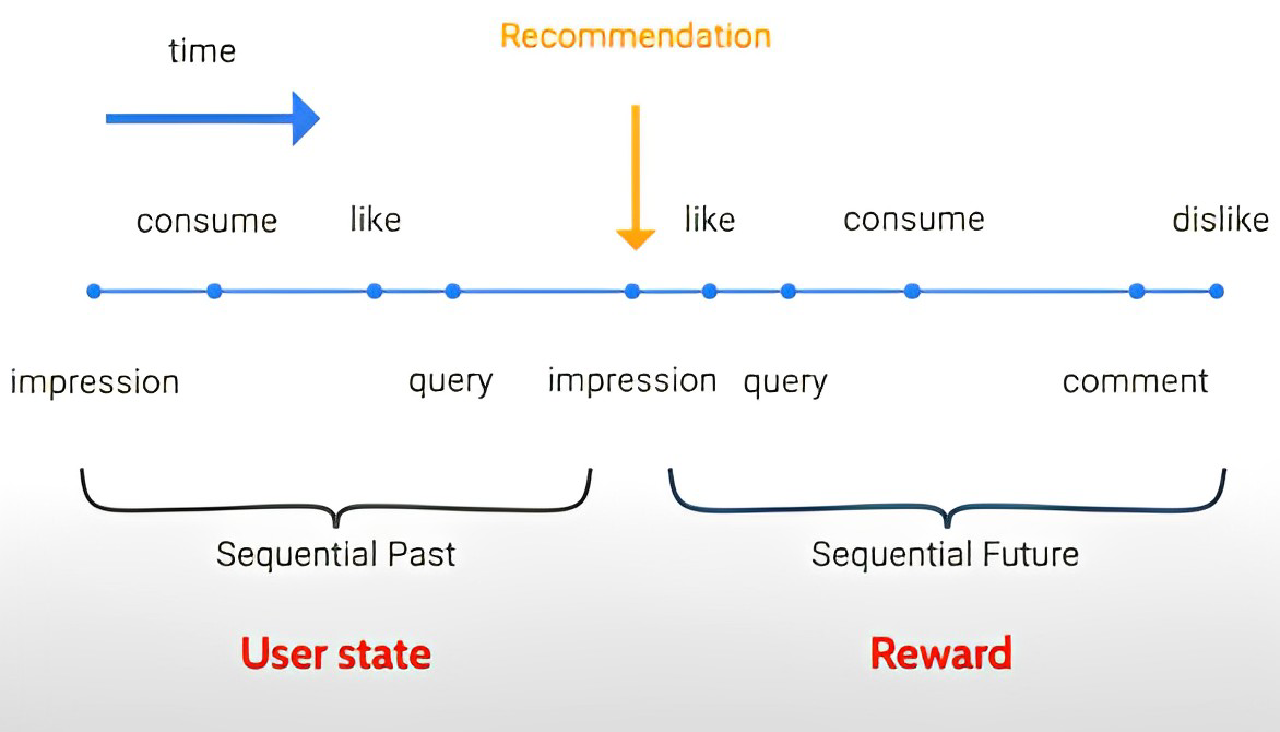 time
Recommendation
consume
like
like
consume
dislike
impression
query
impression
query
comment
Sequential Past
Sequential Future
User state
Reward